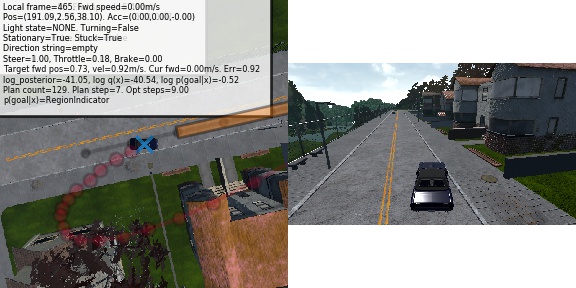 Local frame=465. Fwd speed=0.00m/s
Pos=(191.09,2.56,38.10). Acc=(0.00,0.00,-0.00)
Light state=NONE. Turning=False
Stationary=True. Stuck=True
Direction string=empty
Steer=1.00, Throttle=0.18, Brake=0.00
Target fwd pos=0.73, vel=0.92m/s. Cur fwd=0.00m/s. Err=0.92
log_posterior=-41.05, log q(x)=-40.54, log p(goal|x)=-0.52
Plan count=129. Plan step=7. Opt steps=9.00
p(goal|x)=RegionIndicator